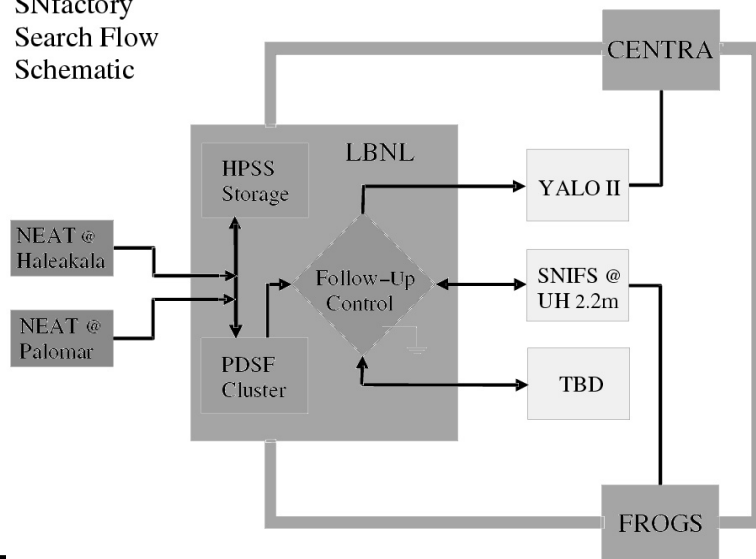 SNfactory
Search Flow
Schematic
CENTRA
LBNL
HPSS
Storage
YALO II
NEAT @
Haleakala
Follow-Up
Control
SNIFS @
UH 2.2m
NEAT @
Palomar
PDSF
Cluster
TBD
FROGS